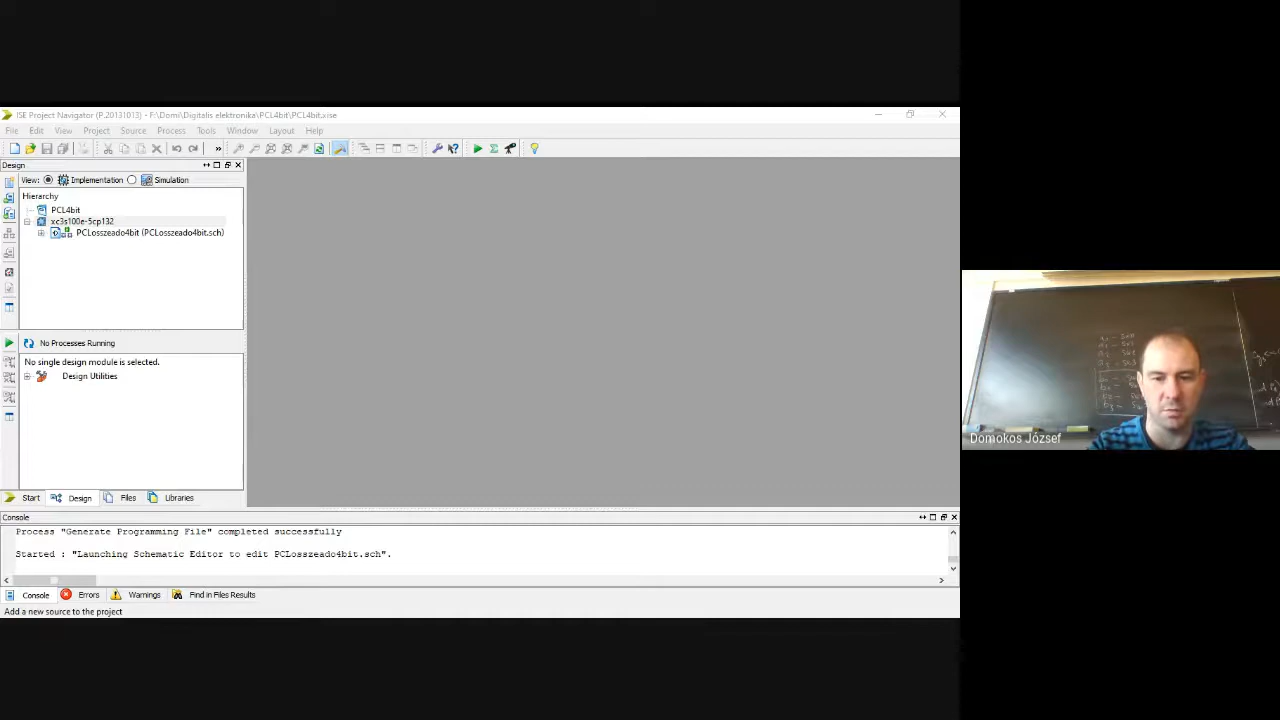 ISE Project Navigator (P.20131013) - F:\Domi\Digitalis elektronika\PCL4bit\PCL4bit.xise
File Edit View Project Source Process Tools Window Layout Help
»
Design
View: Implementation Simulation
Hierarchy
PCL4bit
xc3s100e-5cp132
PCLosszeado4bit (PCLosszeado4bit.sch)
No Processes Running
No single design module is selected.
Design Utilities
Start Design Files Libraries
Console
Process "Generate Programming File" completed successfully
Started : "Launching Schematic Editor to edit PCLosszeado4bit.sch".
Console Errors Warnings Find in Files Results
Add a new source to the project
Domokos József